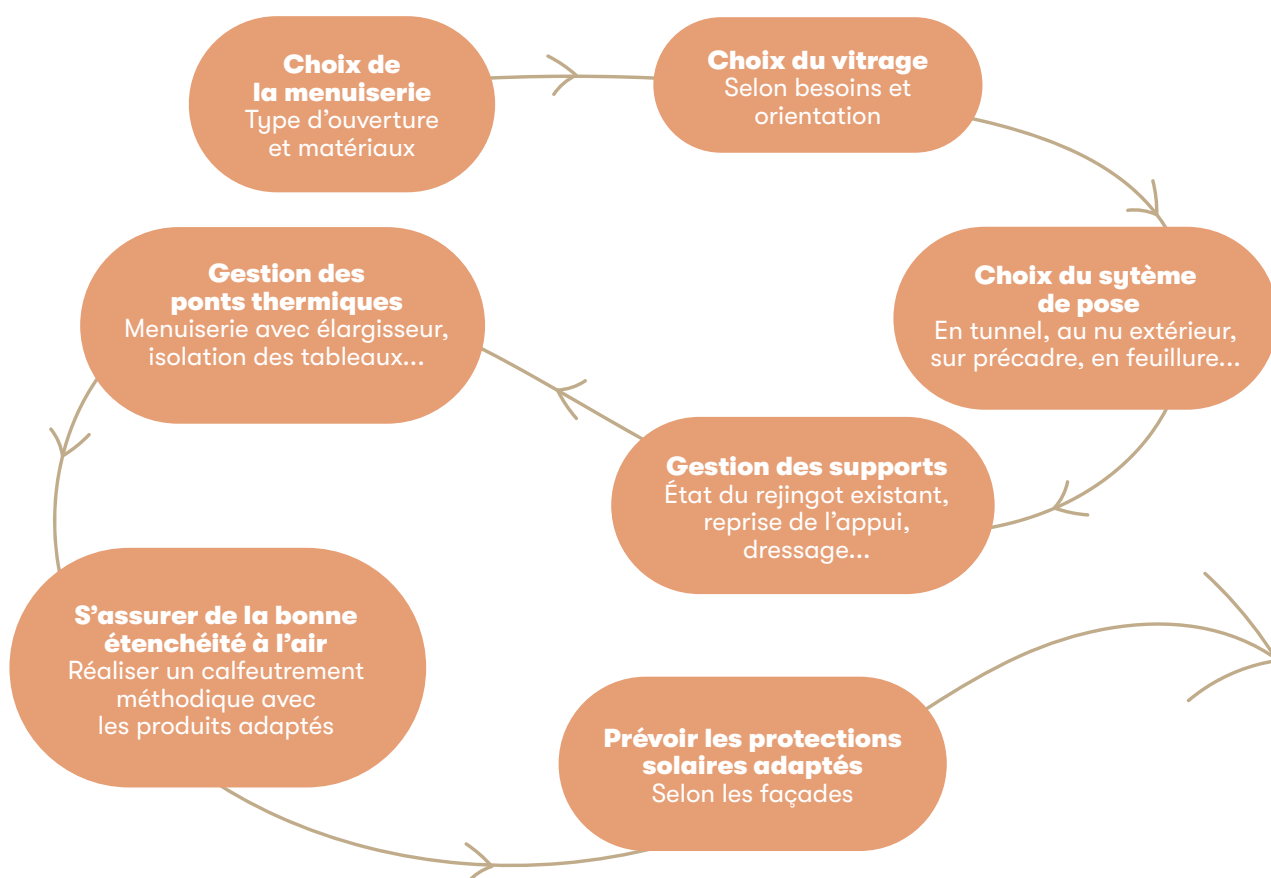 Choix de
la menuiserie
Type d’ouverture
et matériaux
Choix du vitrage
Selon besoins et
orientation
Choix du sytème
de pose
En tunnel, au nu extérieur,
sur précadre, en feuillure...
Gestion des supports
État du rejingot existant,
reprise de l’appui,
dressage...
Gestion des
ponts thermiques
Menuiserie avec élargisseur,
isolation des tableaux...
S’assurer de la bonne
étenchéité à l’air
Réaliser un calfeutrement
méthodique avec
les produits adaptés
Prévoir les protections
solaires adaptés
Selon les façades